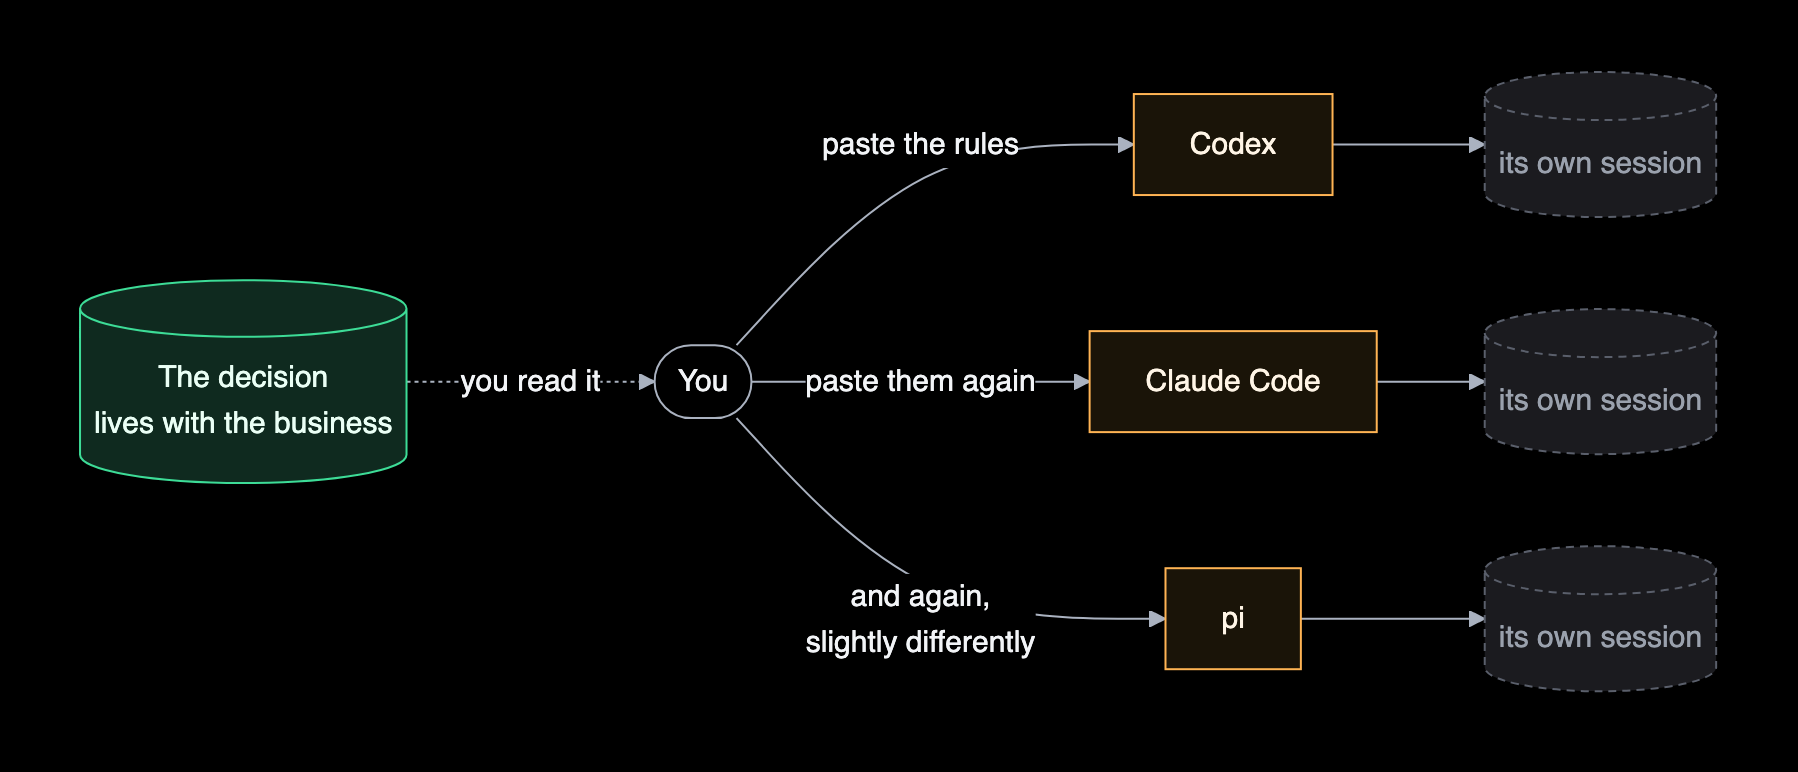 The decision
lives with the business
you read it
You
paste the rules
Codex
its own session
paste them again
Claude Code
its own session
and again,
slightly differently
pi
its own session